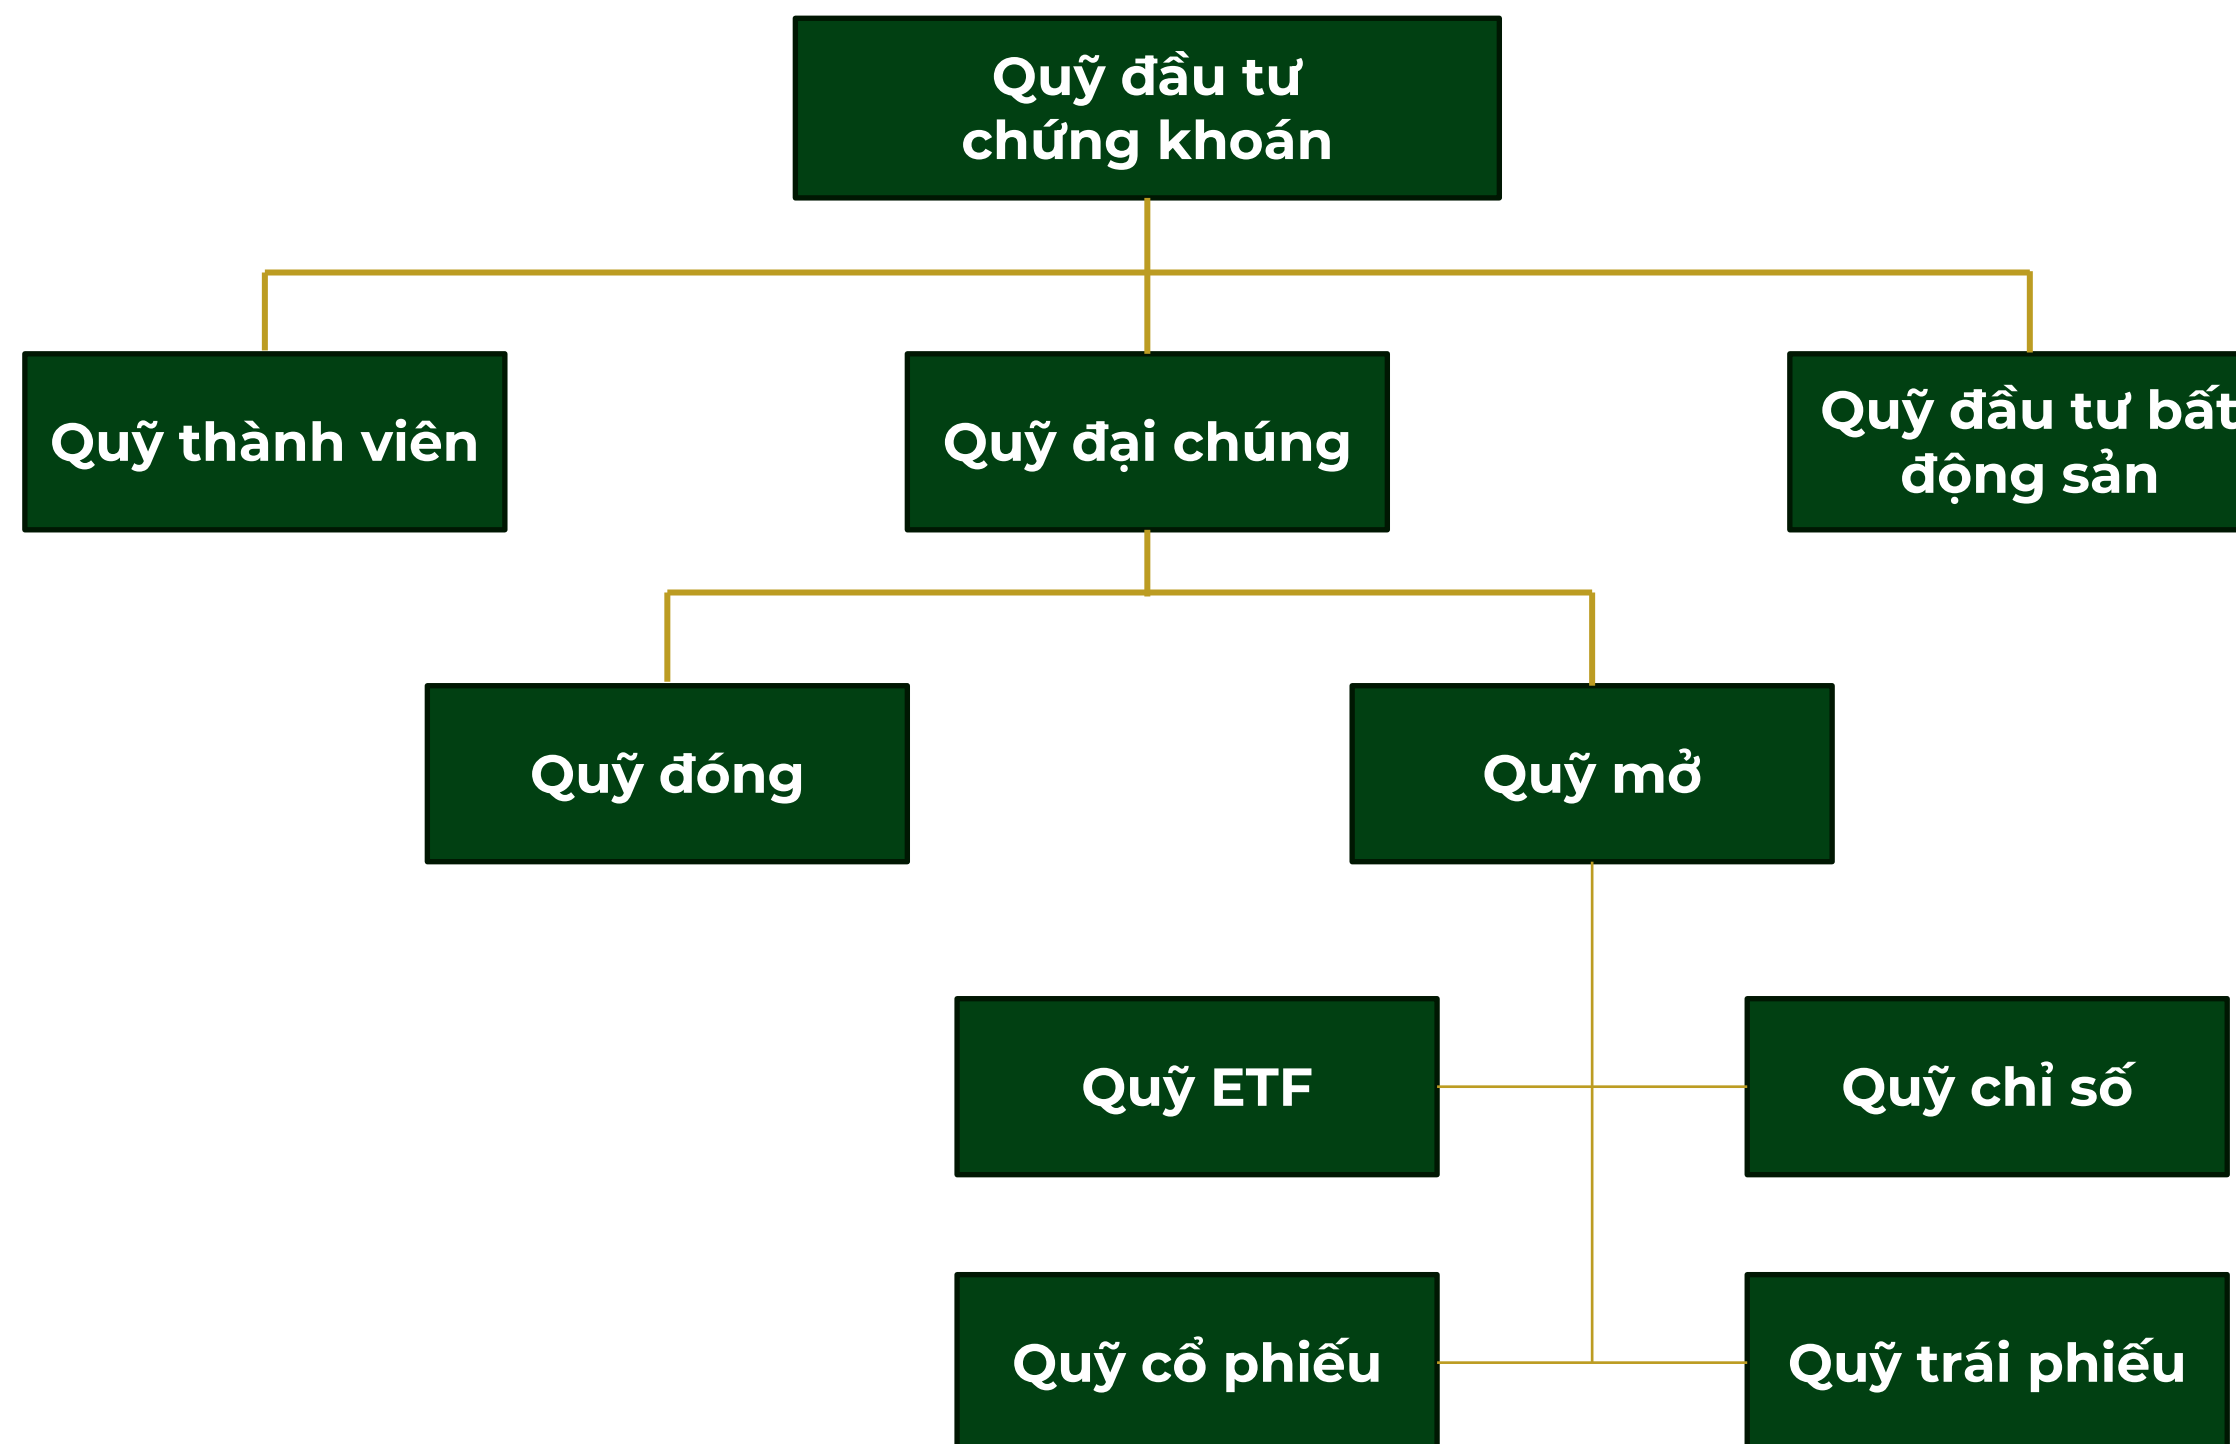 Quỹ đầu tư
chứng khoán
Quỹ thành viên
Quỹ đại chúng
Quỹ đầu tư bất
động sản
Quỹ đóng
Quỹ mở
Quỹ ETF
Quỹ chỉ số
Quỹ cổ phiếu
Quỹ trái phiếu